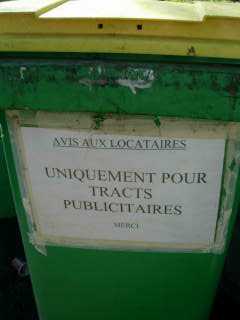 AVIS AUX LOCATAIRES
UNIQUEMENT POUR
TRACTS
PUBLICITAIRES
MERCI